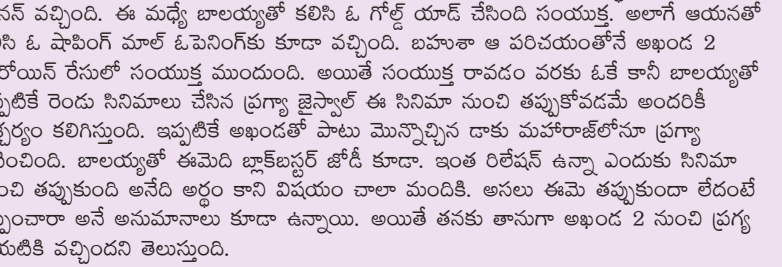 నన్ వచ్చింది. ఈ మధ్యే బాలయ్యతో కలిసి ఓ గోల్డ్ యాడ్ చేసింది సంయుక్త. అలాగే ఆయనతో
ఓ షాపింగ్ మాల్ ఓపెనింగ్‌కు కూడా వచ్చింది. బహుశా ఆ పరిచయంతోనే అఖండ 2
రోయిన్ రేసులో సంయుక్త ముందుంది. అయితే సంయుక్త రావడం వరకు ఓకే కానీ బాలయ్యతో
ప్పటికే రెండు సినిమాలు చేసిన ప్రగ్యా జైస్వాల్ ఈ సినిమా నుంచి తప్పుకోవడమే అందరికీ
శ్చర్యం కలిగిస్తుంది. ఇప్పటికే అఖండతో పాటు మొన్నొచ్చిన డాకు మహారాజ్‌లోనూ ప్రగ్యా
ించింది. బాలయ్యతో ఈమెది బ్లాక్‌బస్టర్ జోడీ కూడా. ఇంత రిలేషన్ ఉన్నా ఎందుకు సినిమా
ంచి తప్పుకుంది అనేది అర్థం కాని విషయం చాలా మందికి. అసలు ఈమె తప్పుకుందా లేదంటే
ప్పించారా అనే అనుమానాలు కూడా ఉన్నాయి. అయితే తనకు తానుగా అఖండ 2 నుంచి ప్రగ్య
యటికి వచ్చిందని తెలుస్తుంది.